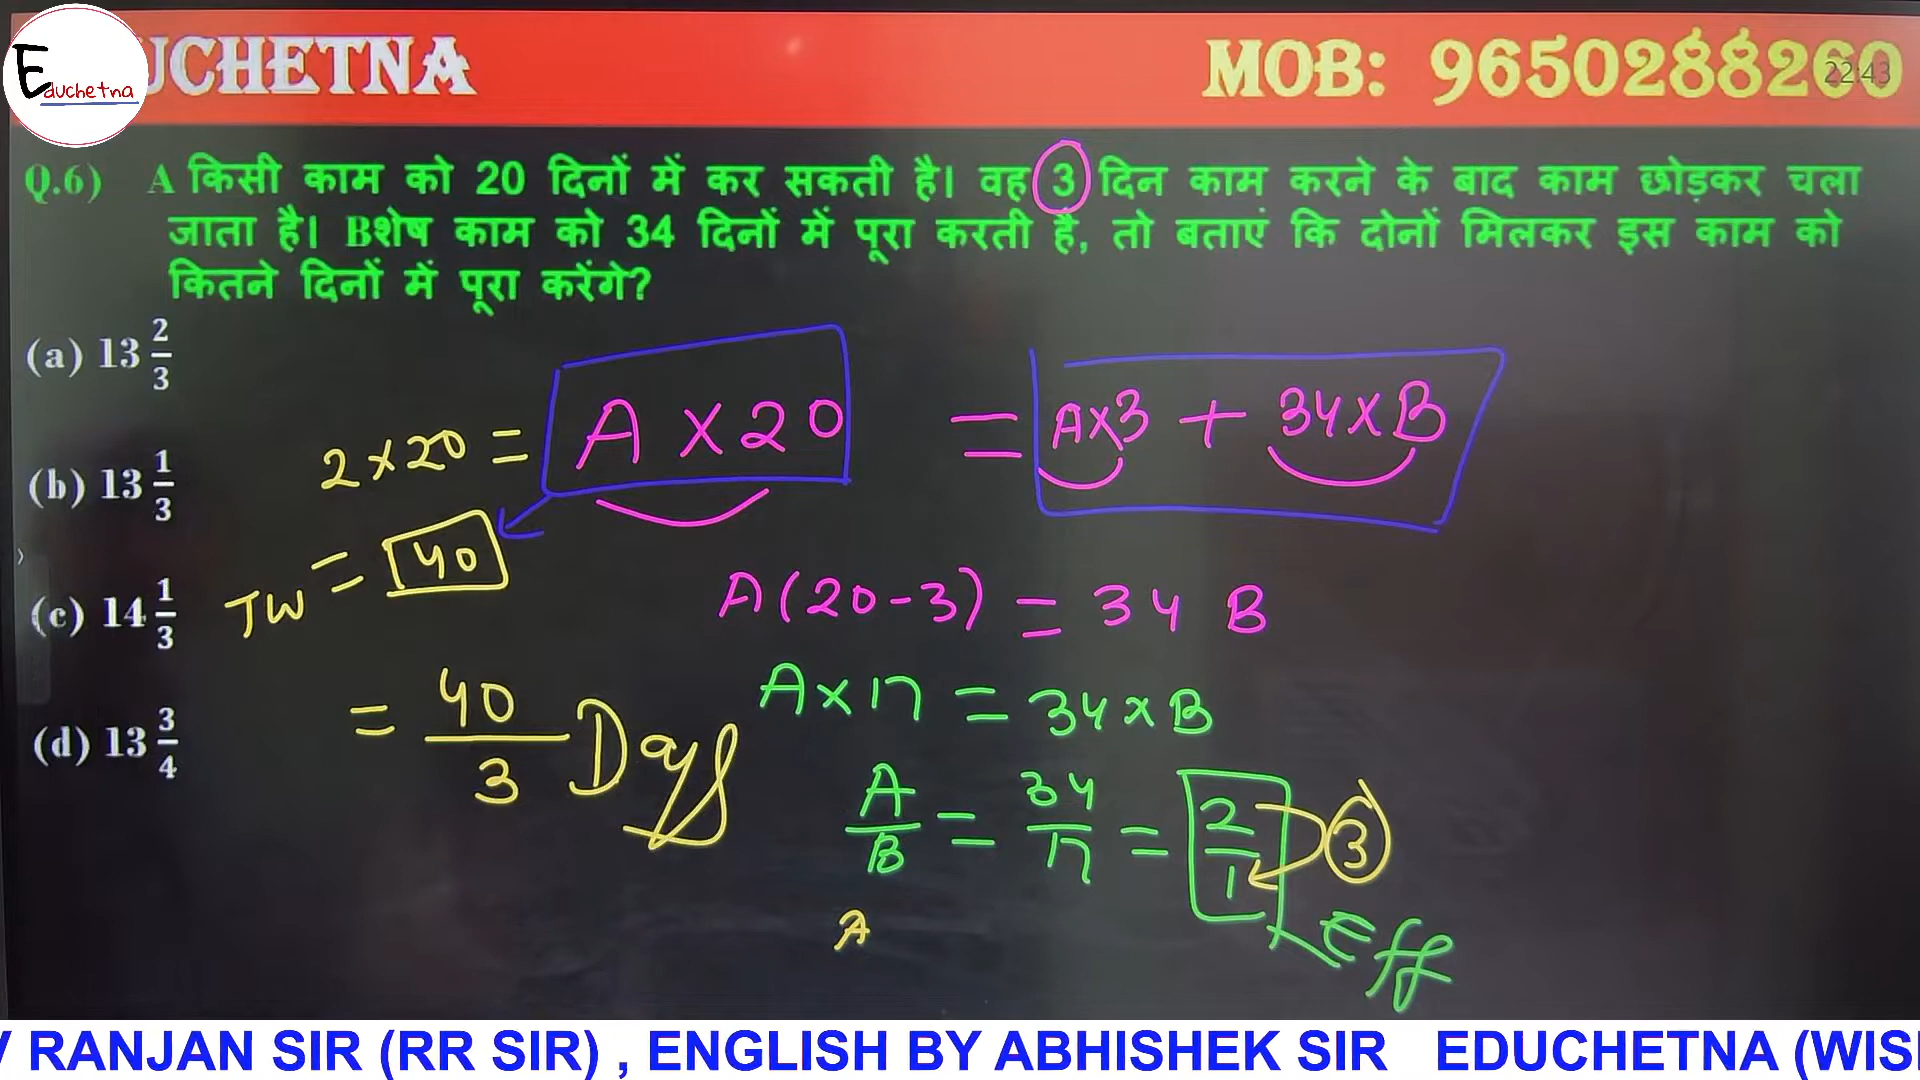 Educhetna
UCHETNA
MOB: 9650288260
22:43
Q.6) A किसी काम को 20 दिनों में कर सकती है। वह 3 दिन काम करने के बाद काम छोड़कर चला
जाता है। Bशेष काम को 34 दिनों में पूरा करती है, तो बताएं कि दोनों मिलकर इस काम को
कितने दिनों में पूरा करेंगे?
(a) 13 2/3
(b) 13 1/3
(c) 14 1/3
(d) 13 3/4
2×20 = A × 20 = A×3 + 34×B
TW = 40
A(20-3) = 34 B
A×17 = 34×B
= 40/3 Days
A/B = 34/17 = 2/1 3
A
Eff
V RANJAN SIR (RR SIR) , ENGLISH BY ABHISHEK SIR EDUCHETNA (WIS